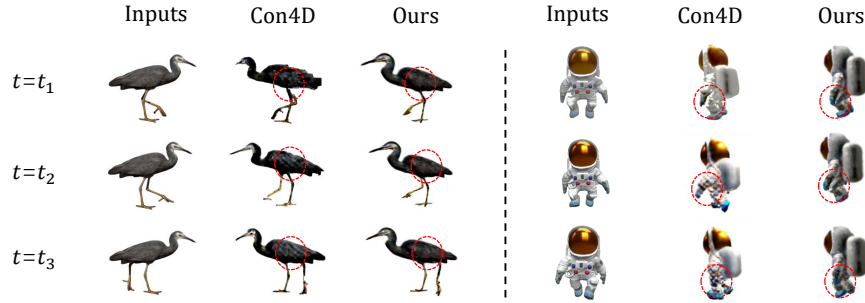 Inputs Con4D Ours Inputs Con4D Ours
t=t₁
t=t₂
t=t₃